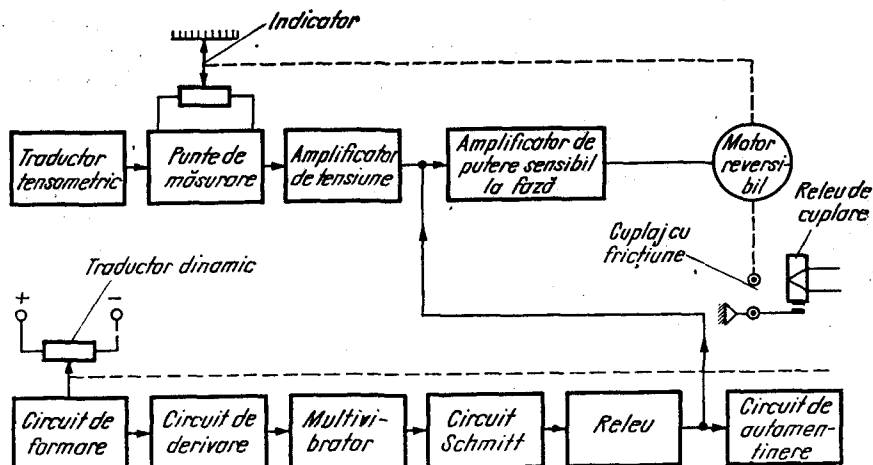 Indicator
Traductor
tensometric
Punte de
măsurare
Amplificator
de tensiune
Amplificator de
putere sensibil
la fază
Motor
reversi-
bil
Releu de
cuplare
Cuplaj cu
fricțiune
Traductor dinamic
+
−
Circuit de
formare
Circuit de
derivare
Multivi-
brator
Circuit
Schmitt
Releu
Circuit de
automen-
tinere